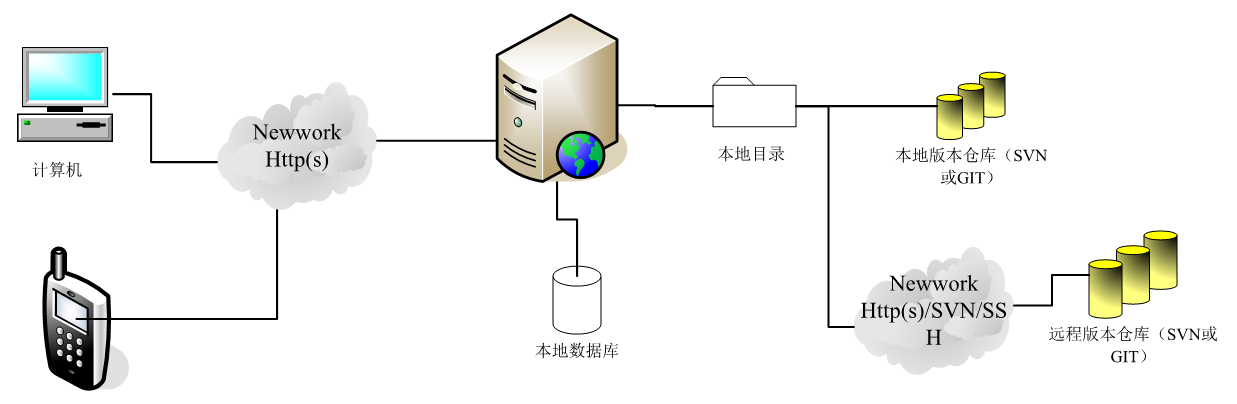 Newwork
Http(s)
计算机
本地目录
本地版本仓库（SVN
或GIT）
本地数据库
Newwork
Http(s)/SVN/SS
H
远程版本仓库（SVN或
GIT）